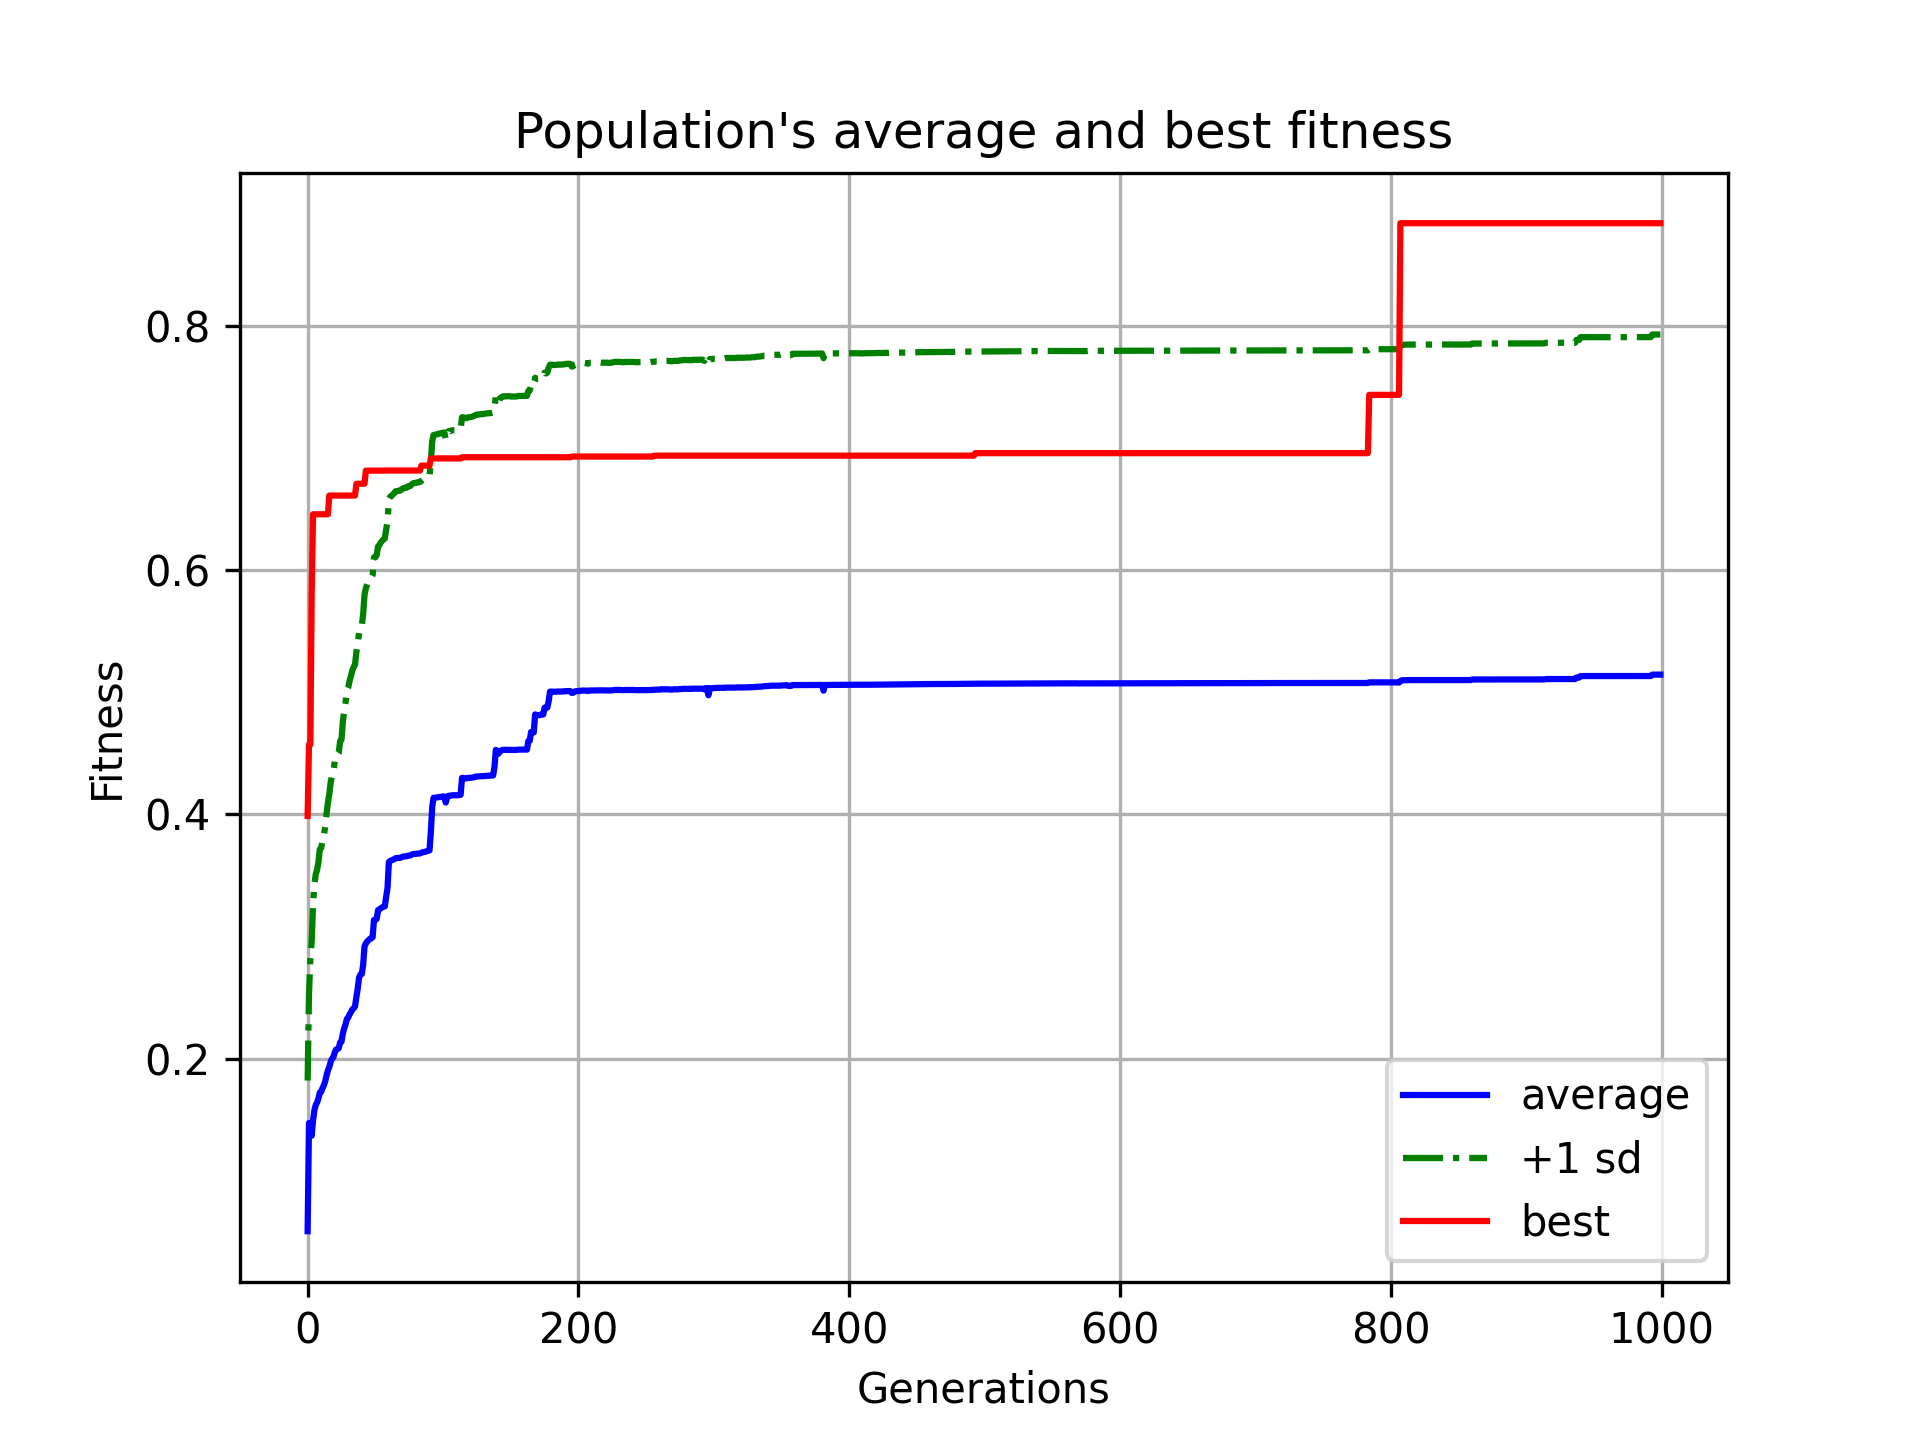 Population's average and best fitness
Fitness
0.8
0.6
0.4
0.2
0 200 400 600 800 1000
Generations
average
+1 sd
best